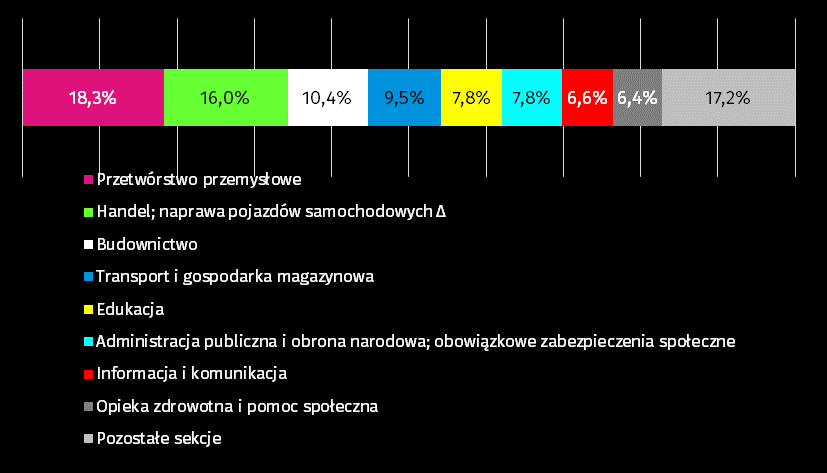 18,3% 16,0% 10,4% 9,5% 7,8% 7,8% 6,6% 6,4% 17,2%
Przetwórstwo przemysłowe
Handel; naprawa pojazdów samochodowych Δ
Budownictwo
Transport i gospodarka magazynowa
Edukacja
Administracja publiczna i obrona narodowa; obowiązkowe zabezpieczenia społeczne
Informacja i komunikacja
Opieka zdrowotna i pomoc społeczna
Pozostałe sekcje